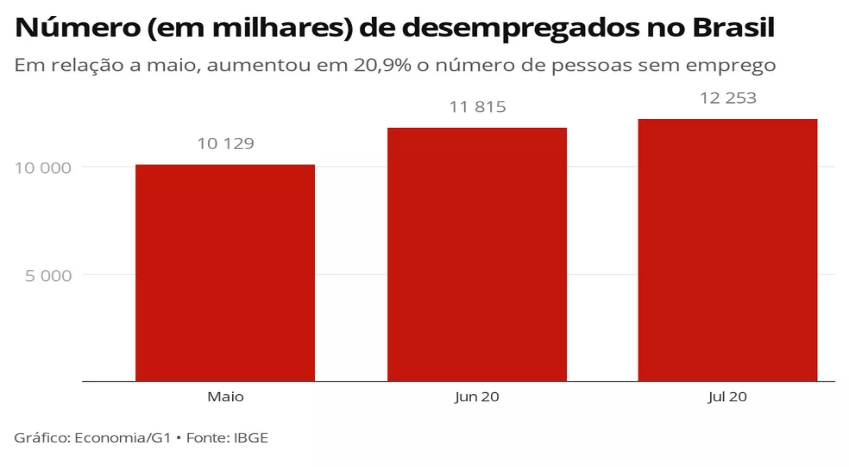 Número (em milhares) de desempregados no Brasil
Em relação a maio, aumentou em 20,9% o número de pessoas sem emprego
12 253
11 815
10 129
10 000
5 000
Maio
Jun 20
Jul 20
Gráfico: Economia/G1 • Fonte: IBGE